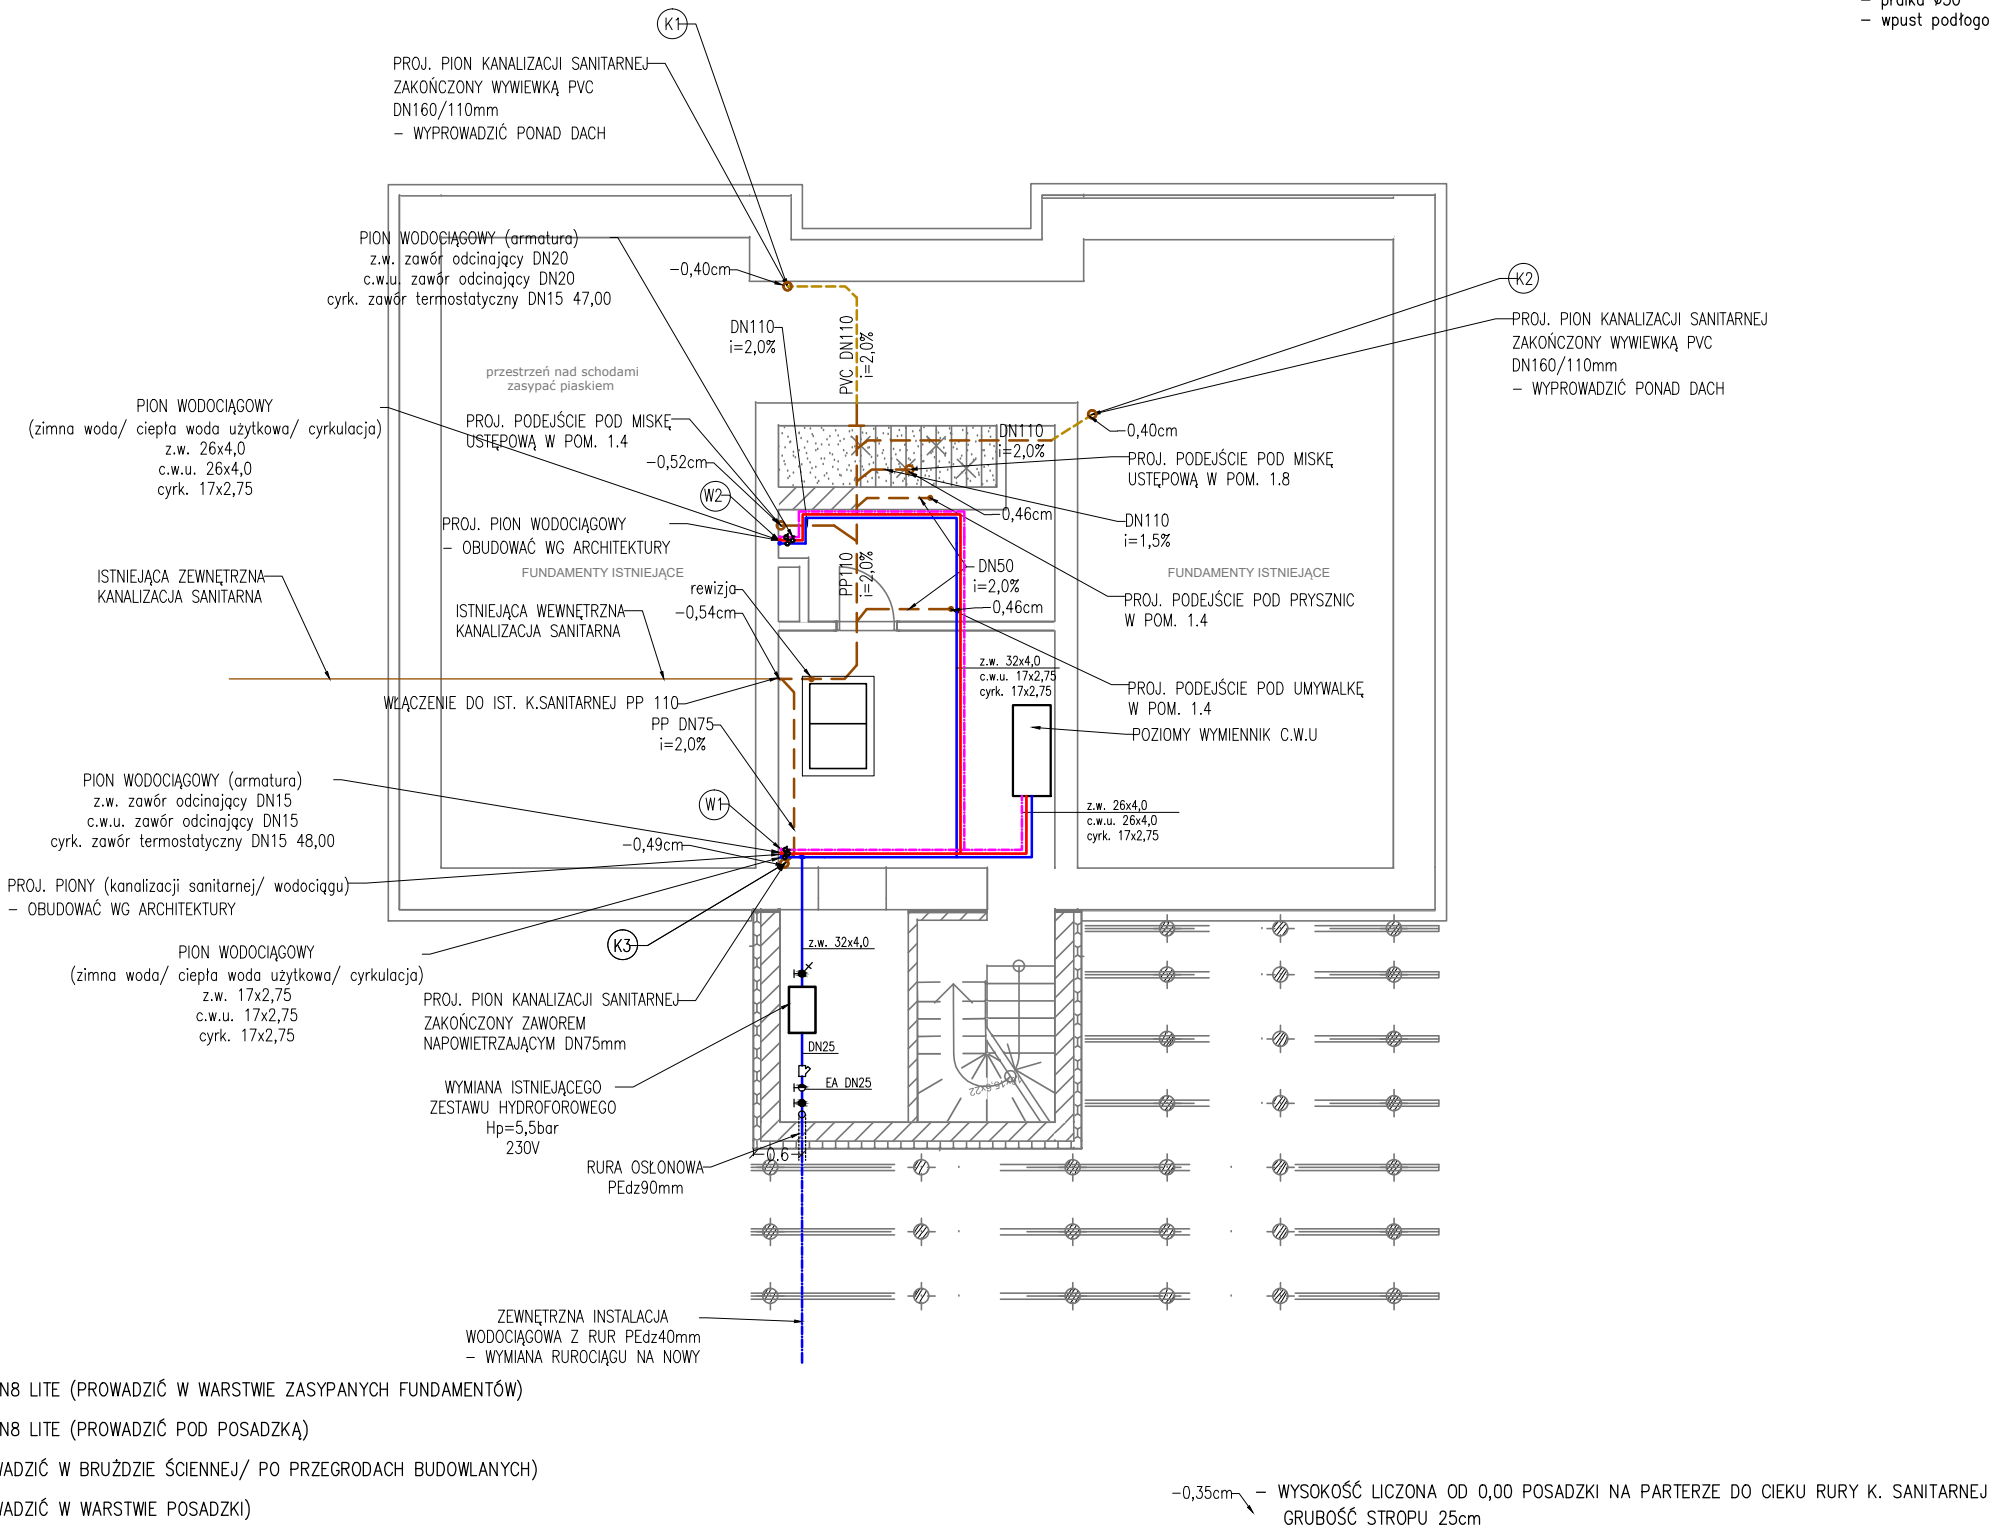 – wpust podłogo
K1
PROJ. PION KANALIZACJI SANITARNEJ
ZAKOŃCZONY WYWIEWKĄ PVC
DN160/110mm
– WYPROWADZIĆ PONAD DACH
PION WODOCIĄGOWY (armatura)
z.w. zawór odcinający DN20
c.w.u. zawór odcinający DN20
cyrk. zawór termostatyczny DN15 47,00
-0,40cm
K2
DN110
i=2,0%
PVC DN110
i=2,0%
PROJ. PION KANALIZACJI SANITARNEJ
ZAKOŃCZONY WYWIEWKĄ PVC
DN160/110mm
– WYPROWADZIĆ PONAD DACH
przestrzeń nad schodami
zasypać piaskiem
PION WODOCIĄGOWY
(zimna woda/ ciepła woda użytkowa/ cyrkulacja)
z.w. 26x4,0
c.w.u. 26x4,0
cyrk. 17x2,75
PROJ. PODEJŚCIE POD MISKĘ
USTĘPOWĄ W POM. 1.4
-0,52cm
W2
DN110
i=2,0%
-0,40cm
PROJ. PODEJŚCIE POD MISKĘ
USTĘPOWĄ W POM. 1.8
-0,46cm
DN110
i=1,5%
PROJ. PION WODOCIĄGOWY
– OBUDOWAĆ WG ARCHITEKTURY
FUNDAMENTY ISTNIEJĄCE
PP110
i=2,0%
DN50
i=2,0%
-0,46cm
FUNDAMENTY ISTNIEJĄCE
PROJ. PODEJŚCIE POD PRYSZNIC
W POM. 1.4
ISTNIEJĄCA ZEWNĘTRZNA
KANALIZACJA SANITARNA
rewizja
-0,54cm
ISTNIEJĄCA WEWNĘTRZNA
KANALIZACJA SANITARNA
z.w. 32x4,0
c.w.u. 17x2,75
cyrk. 17x2,75
PROJ. PODEJŚCIE POD UMYWALKĘ
W POM. 1.4
WŁĄCZENIE DO IST. K.SANITARNEJ PP 110
PP DN75
i=2,0%
POZIOMY WYMIENNIK C.W.U
PION WODOCIĄGOWY (armatura)
z.w. zawór odcinający DN15
c.w.u. zawór odcinający DN15
cyrk. zawór termostatyczny DN15 48,00
W1
z.w. 26x4,0
c.w.u. 26x4,0
cyrk. 17x2,75
-0,49cm
PROJ. PIONY (kanalizacji sanitarnej/ wodociągu)
– OBUDOWAĆ WG ARCHITEKTURY
K3
z.w. 32x4,0
PION WODOCIĄGOWY
(zimna woda/ ciepła woda użytkowa/ cyrkulacja)
z.w. 17x2,75
c.w.u. 17x2,75
cyrk. 17x2,75
PROJ. PION KANALIZACJI SANITARNEJ
ZAKOŃCZONY ZAWOREM
NAPOWIETRZAJĄCYM DN75mm
DN25
EA DN25
WYMIANA ISTNIEJĄCEGO
ZESTAWU HYDROFOROWEGO
Hp=5,5bar
230V
0.6
RURA OSŁONOWA
PEdz90mm
ZEWNĘTRZNA INSTALACJA
WODOCIĄGOWA Z RUR PEdz40mm
– WYMIANA RUROCIĄGU NA NOWY
N8 LITE (PROWADZIĆ W WARSTWIE ZASYPANYCH FUNDAMENTÓW)
N8 LITE (PROWADZIĆ POD POSADZKĄ)
WADZIĆ W BRUŻDZIE ŚCIENNEJ/ PO PRZEGRODACH BUDOWLANYCH)
WADZIĆ W WARSTWIE POSADZKI)
-0,35cm – WYSOKOŚĆ LICZONA OD 0,00 POSADZKI NA PARTERZE DO CIEKU RURY K. SANITARNEJ
GRUBOŚĆ STROPU 25cm